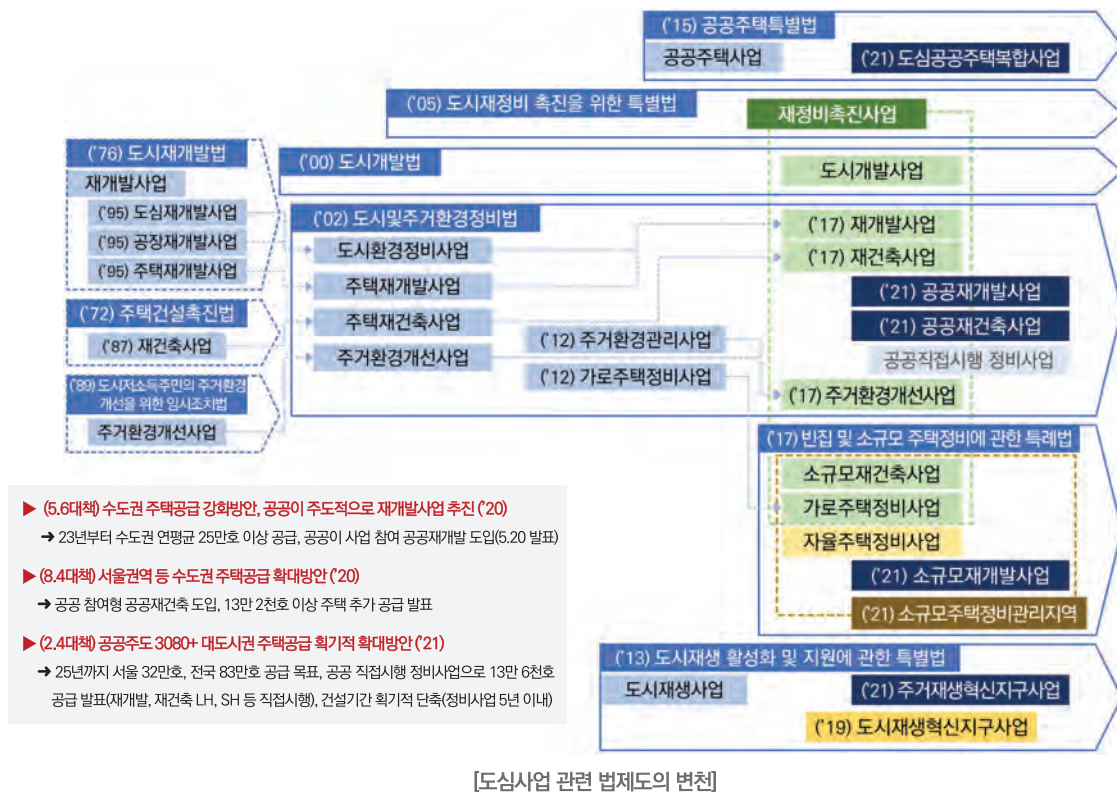 ('15) 공공주택특별법
공공주택사업
('21) 도심공공주택복합사업
('05) 도시재정비 촉진을 위한 특별법
재정비촉진사업
('76) 도시재개발법
재개발사업
('95) 도심재개발사업
('95) 공장재개발사업
('95) 주택재개발사업
('00) 도시개발법
도시개발사업
('02) 도시및주거환경정비법
도시환경정비사업
주택재개발사업
주택재건축사업
주거환경개선사업
('12) 주거환경관리사업
('12) 가로주택정비사업
('17) 재개발사업
('17) 재건축사업
('21) 공공재개발사업
('21) 공공재건축사업
공공직접시행 정비사업
('17) 주거환경개선사업
('72) 주택건설촉진법
('87) 재건축사업
('89) 도시저소득주민의 주거환경
개선을 위한 임시조치법
주거환경개선사업
('17) 빈집 및 소규모 주택정비에 관한 특례법
소규모재건축사업
가로주택정비사업
자율주택정비사업
('21) 소규모재개발사업
('21) 소규모주택정비관리지역
▶ (5.6대책) 수도권 주택공급 강화방안, 공공이 주도적으로 재개발사업 추진 ('20)
➜ 23년부터 수도권 연평균 25만호 이상 공급, 공공이 사업 참여 공공재개발 도입(5.20 발표)
▶ (8.4대책) 서울권역 등 수도권 주택공급 확대방안 ('20)
➜ 공공 참여형 공공재건축 도입, 13만 2천호 이상 주택 추가 공급 발표
▶ (2.4대책) 공공주도 3080+ 대도시권 주택공급 획기적 확대방안 ('21)
➜ 25년까지 서울 32만호, 전국 83만호 공급 목표, 공공 직접시행 정비사업으로 13만 6천호
공급 발표(재개발, 재건축 LH, SH 등 직접시행), 건설기간 획기적 단축(정비사업 5년 이내)
('13) 도시재생 활성화 및 지원에 관한 특별법
도시재생사업
('21) 주거재생혁신지구사업
('19) 도시재생혁신지구사업
[도심사업 관련 법제도의 변천]